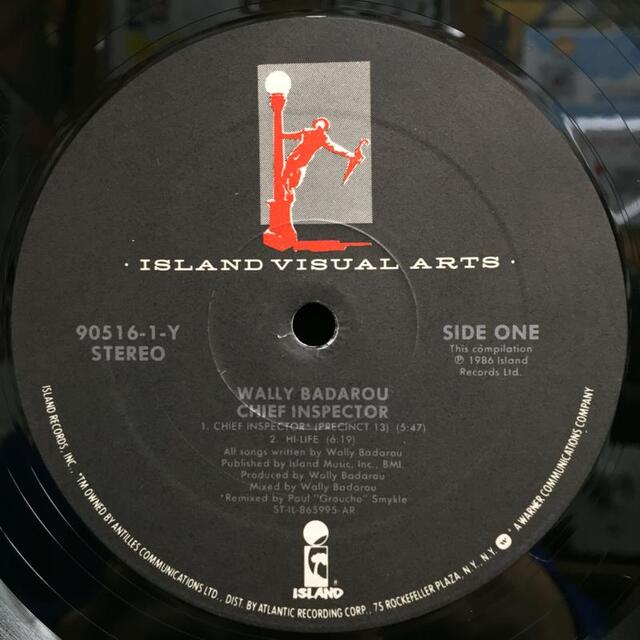 · ISLAND VISUAL ARTS ·
90516-1-Y
STEREO
SIDE ONE
This compilation
℗ 1986 Island
Records Ltd.
WALLY BADAROU
CHIEF INSPECTOR
1. CHIEF INSPECTOR* (PRECINCT 13) (5:47)
2. HI-LIFE (6:19)
All songs written by Wally Badarou
Published by Island Music, Inc., BMI.
Produced by Wally Badarou
Mixed by Wally Badarou
*Remixed by Paul "Groucho" Smykle
ST-IL-865995-AR
ISLAND®
ISLAND RECORDS, INC. · ™ OWNED BY ANTILLES COMMUNICATIONS LTD., DIST. BY ATLANTIC RECORDING CORP., 75 ROCKEFELLER PLAZA, N.Y., N.Y. A WARNER COMMUNICATIONS COMPANY